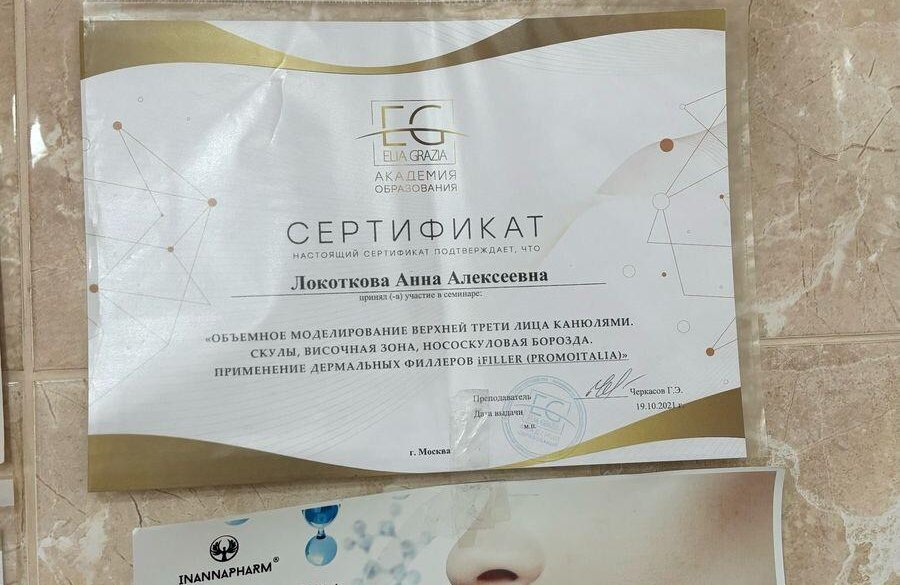 EG
ELIA GRAZIA
АКАДЕМИЯ
ОБРАЗОВАНИЯ
СЕРТИФИКАТ
НАСТОЯЩИЙ СЕРТИФИКАТ ПОДТВЕРЖДАЕТ, ЧТО
Локоткова Анна Алексеевна
принял (-а) участие в семинаре:
«ОБЪЕМНОЕ МОДЕЛИРОВАНИЕ ВЕРХНЕЙ ТРЕТИ ЛИЦА КАНЮЛЯМИ.
СКУЛЫ, ВИСОЧНАЯ ЗОНА, НОСОСКУЛОВАЯ БОРОЗДА.
ПРИМЕНЕНИЕ ДЕРМАЛЬНЫХ ФИЛЛЕРОВ iFILLER (PROMOITALIA)»
Преподаватель Черкасов Г.Э.
Дата выдачи 19.10.2021 г.
м.п.
EG
г. Москва
INANNAPHARM®